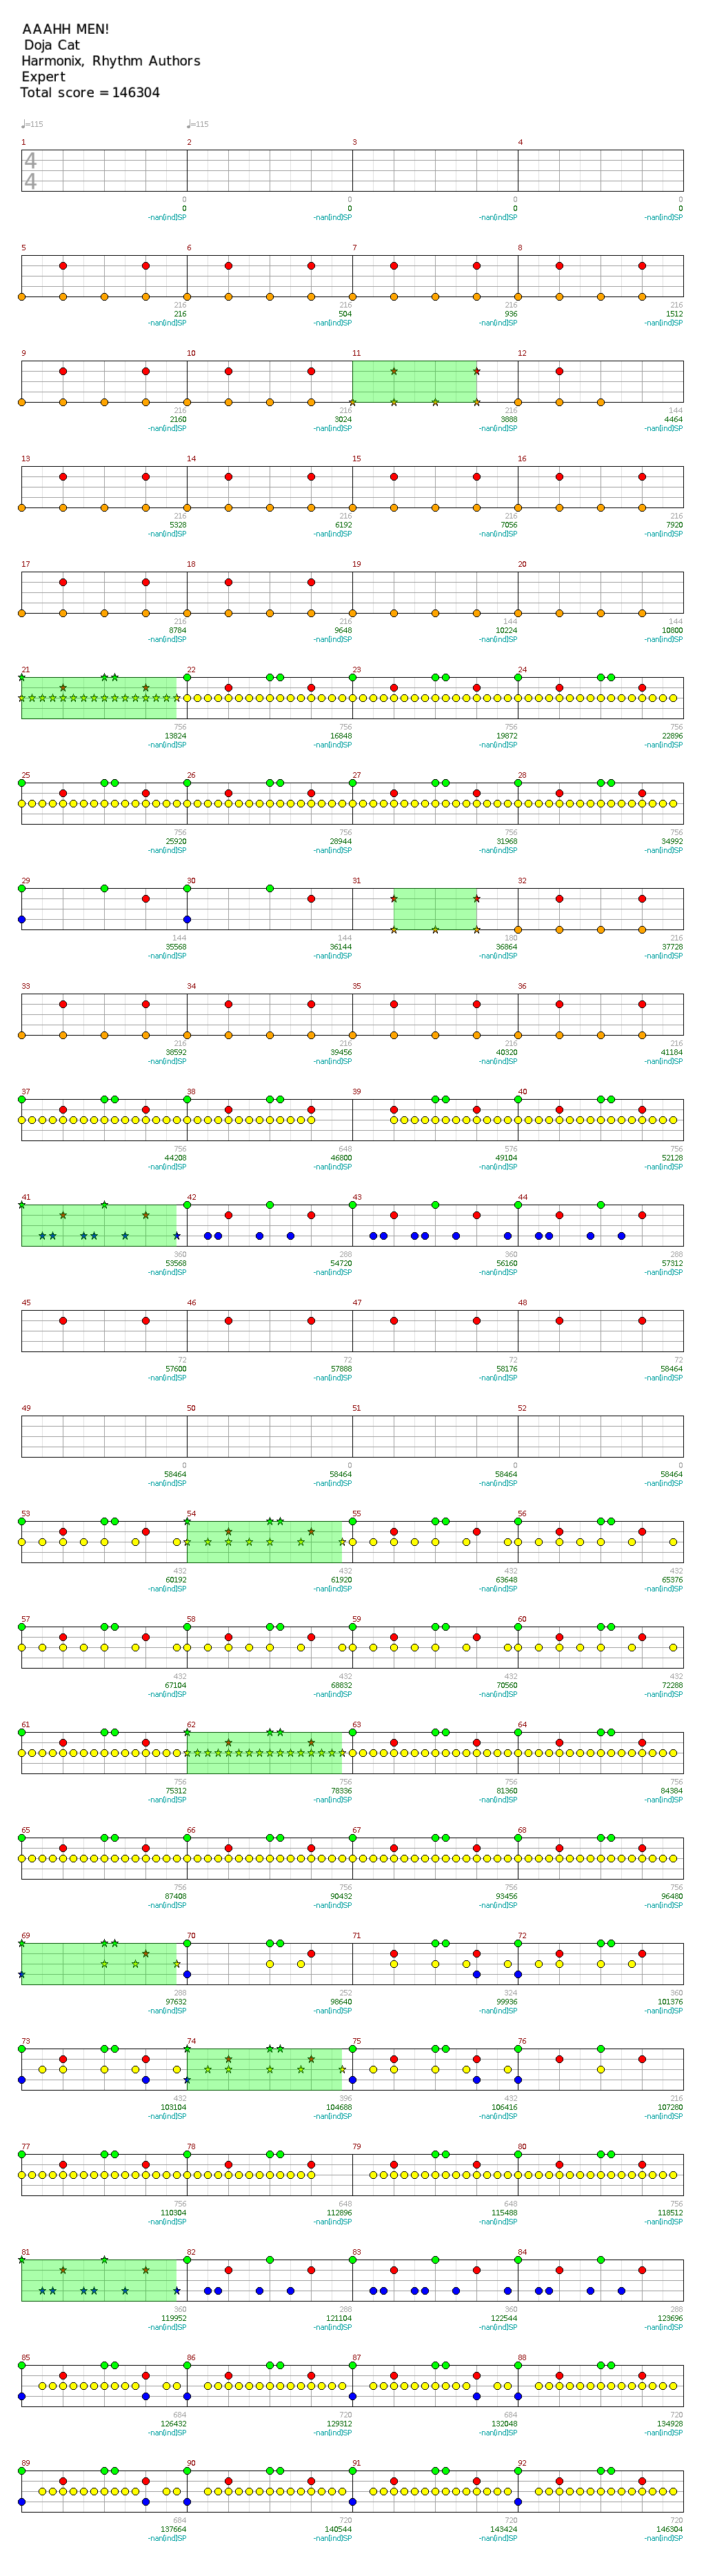 AAAHH MEN!
Doja Cat
Harmonix, Rhythm Authors
Expert
Total score = 146304
♩=115 ♩=115
1 2 3 4
4
4
0 0 0 0
0 0 0 0
-nan(ind)SP -nan(ind)SP -nan(ind)SP -nan(ind)SP
5 6 7 8
216 216 216 216
216 504 936 1512
-nan(ind)SP -nan(ind)SP -nan(ind)SP -nan(ind)SP
9 10 11 12
216 216 216 144
2160 3024 3888 4464
-nan(ind)SP -nan(ind)SP -nan(ind)SP -nan(ind)SP
13 14 15 16
216 216 216 216
5328 6192 7056 7920
-nan(ind)SP -nan(ind)SP -nan(ind)SP -nan(ind)SP
17 18 19 20
216 216 144 144
8784 9648 10224 10800
-nan(ind)SP -nan(ind)SP -nan(ind)SP -nan(ind)SP
21 22 23 24
756 756 756 756
13824 16848 19872 22896
-nan(ind)SP -nan(ind)SP -nan(ind)SP -nan(ind)SP
25 26 27 28
756 756 756 756
25920 28944 31968 34992
-nan(ind)SP -nan(ind)SP -nan(ind)SP -nan(ind)SP
29 30 31 32
144 144 180 216
35568 36144 36864 37728
-nan(ind)SP -nan(ind)SP -nan(ind)SP -nan(ind)SP
33 34 35 36
216 216 216 216
38592 39456 40320 41184
-nan(ind)SP -nan(ind)SP -nan(ind)SP -nan(ind)SP
37 38 39 40
756 648 576 756
44208 46800 49104 52128
-nan(ind)SP -nan(ind)SP -nan(ind)SP -nan(ind)SP
41 42 43 44
360 288 360 288
53568 54720 56160 57312
-nan(ind)SP -nan(ind)SP -nan(ind)SP -nan(ind)SP
45 46 47 48
72 72 72 72
57600 57888 58176 58464
-nan(ind)SP -nan(ind)SP -nan(ind)SP -nan(ind)SP
49 50 51 52
0 0 0 0
58464 58464 58464 58464
-nan(ind)SP -nan(ind)SP -nan(ind)SP -nan(ind)SP
53 54 55 56
432 432 432 432
60192 61920 63648 65376
-nan(ind)SP -nan(ind)SP -nan(ind)SP -nan(ind)SP
57 58 59 60
432 432 432 432
67104 68832 70560 72288
-nan(ind)SP -nan(ind)SP -nan(ind)SP -nan(ind)SP
61 62 63 64
756 756 756 756
75312 78336 81360 84384
-nan(ind)SP -nan(ind)SP -nan(ind)SP -nan(ind)SP
65 66 67 68
756 756 756 756
87408 90432 93456 96480
-nan(ind)SP -nan(ind)SP -nan(ind)SP -nan(ind)SP
69 70 71 72
288 252 324 360
97632 98640 99936 101376
-nan(ind)SP -nan(ind)SP -nan(ind)SP -nan(ind)SP
73 74 75 76
432 396 432 216
103104 104688 106416 107280
-nan(ind)SP -nan(ind)SP -nan(ind)SP -nan(ind)SP
77 78 79 80
756 648 648 756
110304 112896 115488 118512
-nan(ind)SP -nan(ind)SP -nan(ind)SP -nan(ind)SP
81 82 83 84
360 288 360 288
119952 121104 122544 123696
-nan(ind)SP -nan(ind)SP -nan(ind)SP -nan(ind)SP
85 86 87 88
684 720 684 720
126432 129312 132048 134928
-nan(ind)SP -nan(ind)SP -nan(ind)SP -nan(ind)SP
89 90 91 92
684 720 720 720
137664 140544 143424 146304
-nan(ind)SP -nan(ind)SP -nan(ind)SP -nan(ind)SP